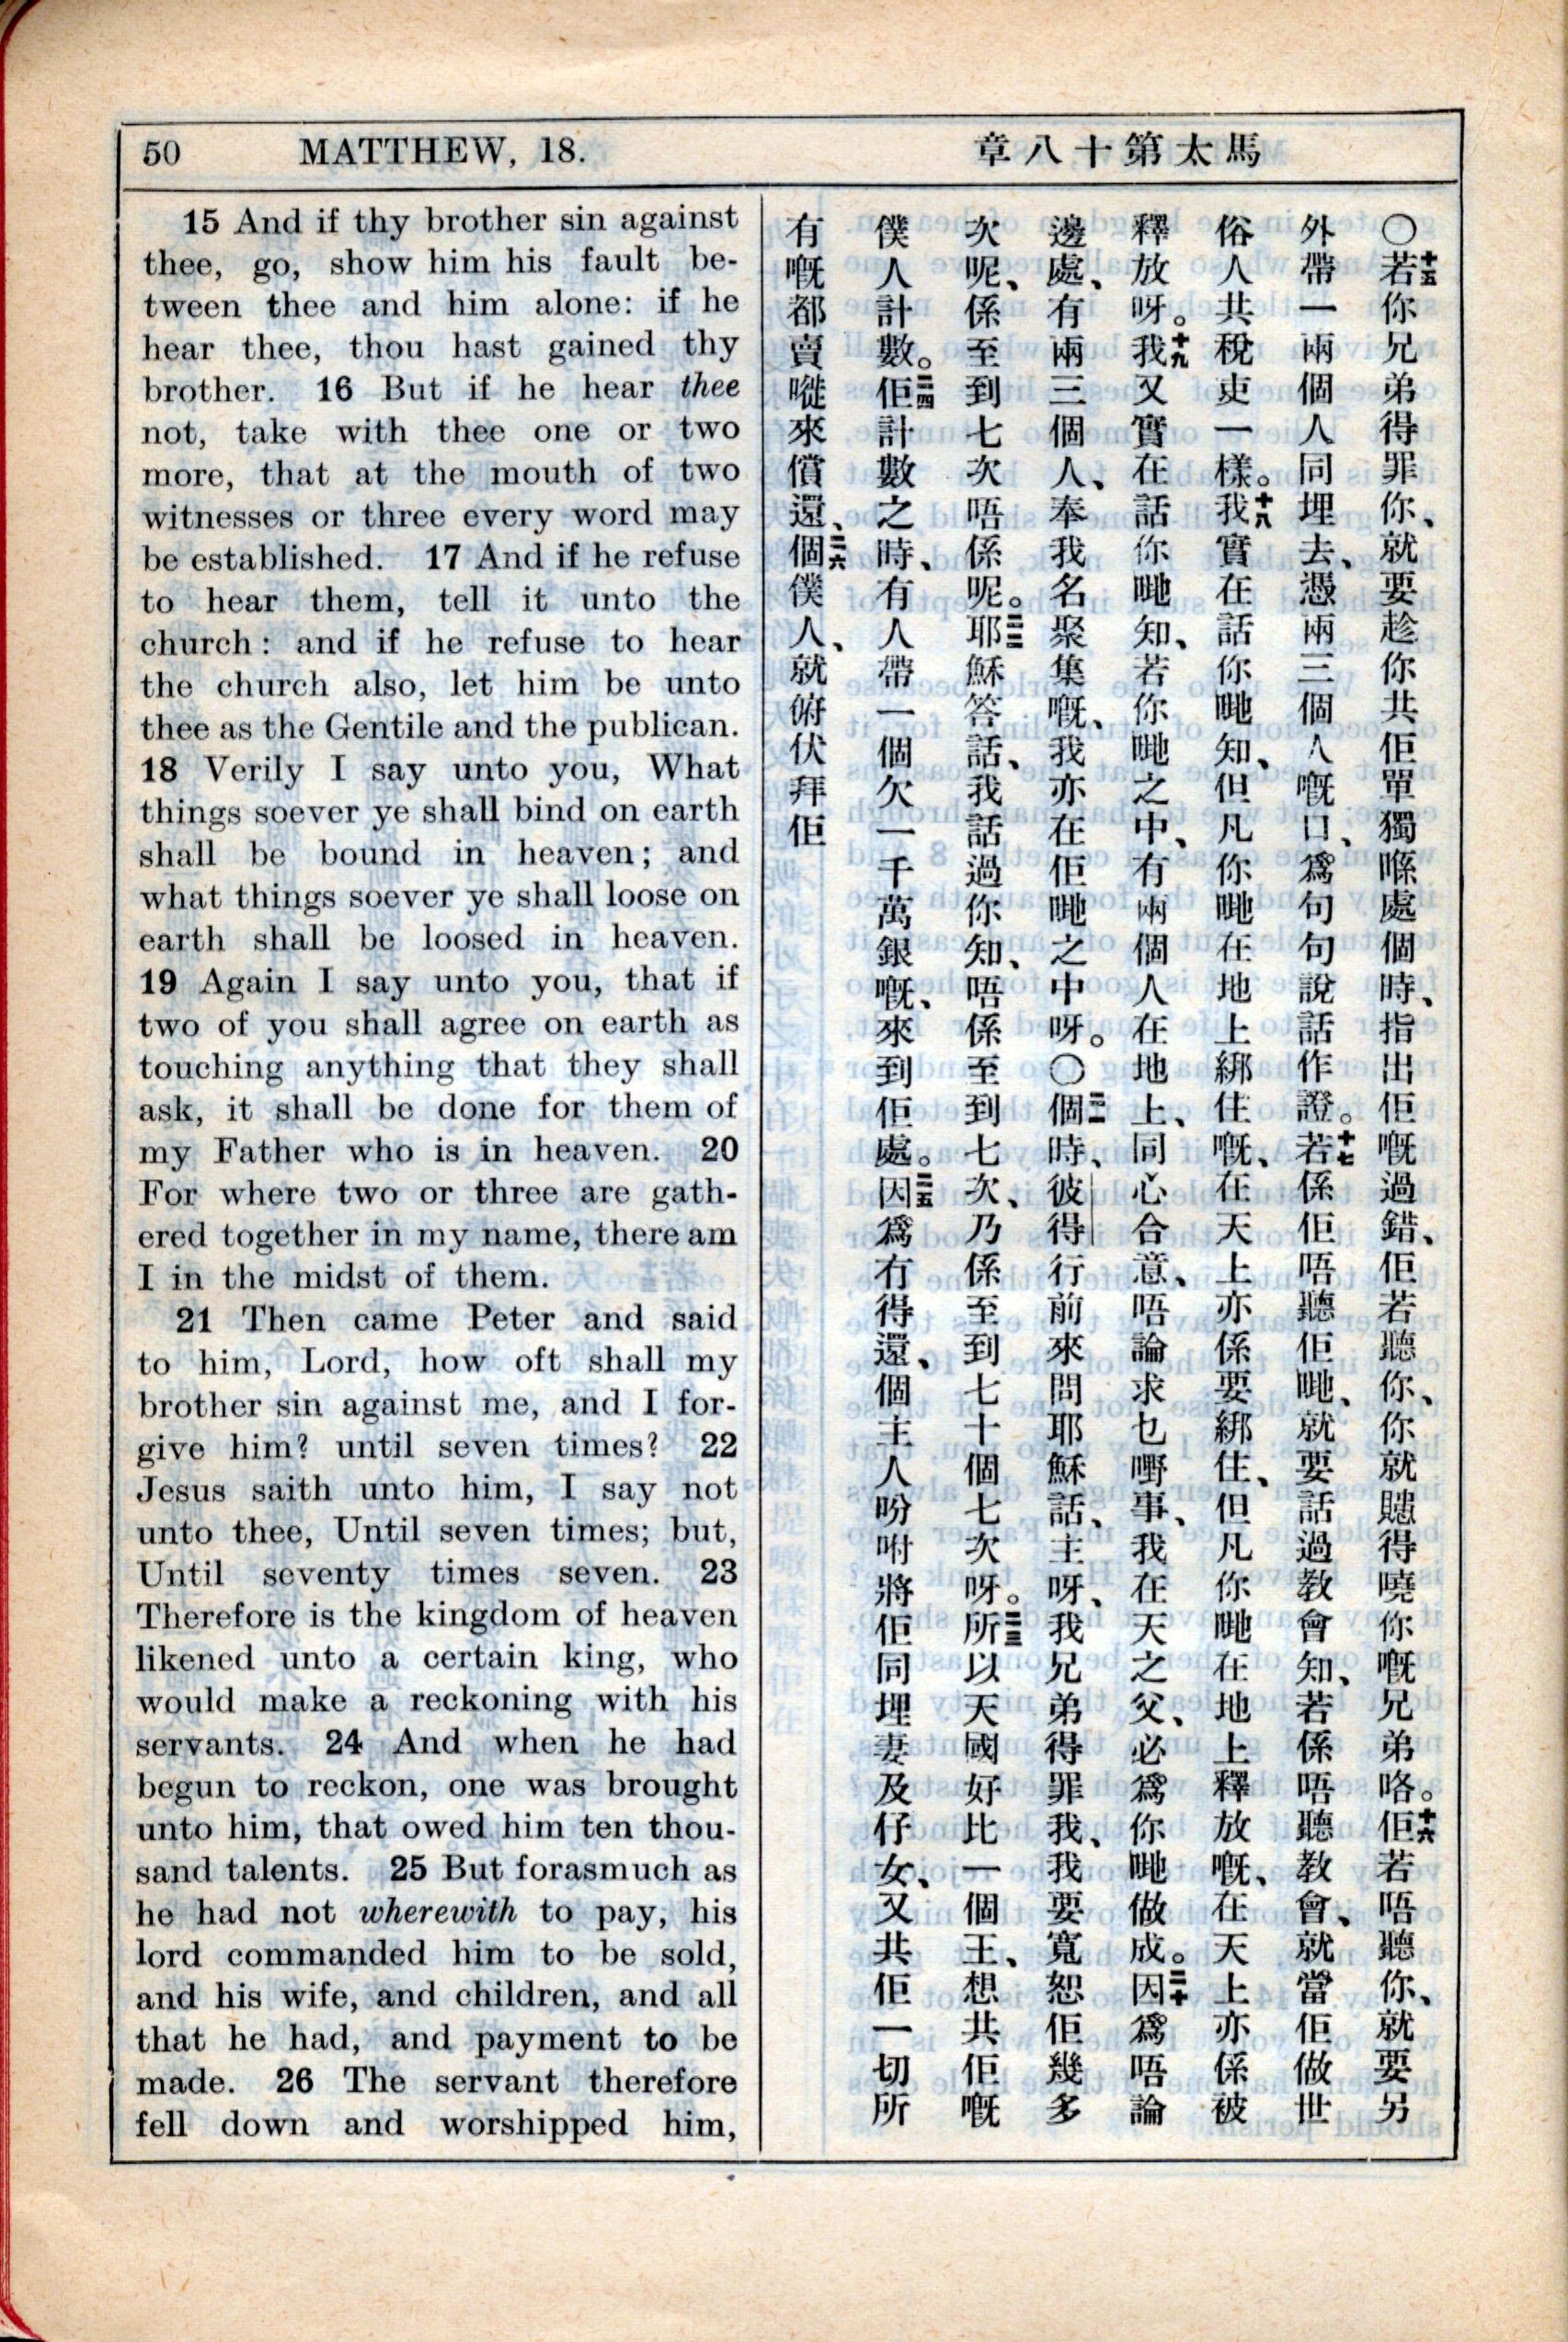 50 MATTHEW, 18.
馬太第十八章
15 And if thy brother sin against
thee, go, show him his fault be-
tween thee and him alone: if he
hear thee, thou hast gained thy
brother. 16 But if he hear thee
not, take with thee one or two
more, that at the mouth of two
witnesses or three every word may
be established. 17 And if he refuse
to hear them, tell it unto the
church: and if he refuse to hear
the church also, let him be unto
thee as the Gentile and the publican.
18 Verily I say unto you, What
things soever ye shall bind on earth
shall be bound in heaven; and
what things soever ye shall loose on
earth shall be loosed in heaven.
19 Again I say unto you, that if
two of you shall agree on earth as
touching anything that they shall
ask, it shall be done for them of
my Father who is in heaven. 20
For where two or three are gath-
ered together in my name, there am
I in the midst of them.
21 Then came Peter and said
to him, Lord, how oft shall my
brother sin against me, and I for-
give him? until seven times? 22
Jesus saith unto him, I say not
unto thee, Until seven times; but,
Until seventy times seven. 23
Therefore is the kingdom of heaven
likened unto a certain king, who
would make a reckoning with his
servants. 24 And when he had
begun to reckon, one was brought
unto him, that owed him ten thou-
sand talents. 25 But forasmuch as
he had not wherewith to pay, his
lord commanded him to be sold,
and his wife, and children, and all
that he had, and payment to be
made. 26 The servant therefore
fell down and worshipped him,
〇十五若你兄弟得罪你、就要趁你共佢單獨喺處個時、指出佢嘅過錯、佢若聽你、你就賺得嘵你嘅兄弟咯。十六佢若唔聽你、就要另
外帶一兩個人同埋去、憑兩三個人嘅口、爲句句說話作證。十七若係佢唔聽佢哋、就要話過教會知、若係唔聽教會、就當佢做世
俗人共稅吏一樣。十八我實在話你哋知、但凡你哋在地上綁住嘅、在天上亦係要綁住、但凡你哋在地上釋放嘅、在天上亦係被
釋放呀。十九我又實在話你哋知、若你哋之中、有兩個人在地上、同心合意、唔論求乜嘢事、我在天之父、必爲你哋做成。二十因爲唔論
邊處、有兩三個人、奉我名聚集嘅、我亦在佢哋之中呀。〇二一個時、彼得行前來問耶穌話、主呀、我兄弟得罪我、我要寬恕佢幾多
次呢、係至到七次唔係呢。二二耶穌答話、我話過你知、唔係至到七次、乃係至到七十個七次呀。二三所以天國好比一個王、想共佢嘅
僕人計數。二四佢計數之時、有人帶一個欠一千萬銀嘅、來到佢處。二五因爲冇得還、個主人吩咐將佢同埋妻及仔女、又共佢一切所
有嘅都賣嘥來償還、二六個僕人、就俯伏拜佢